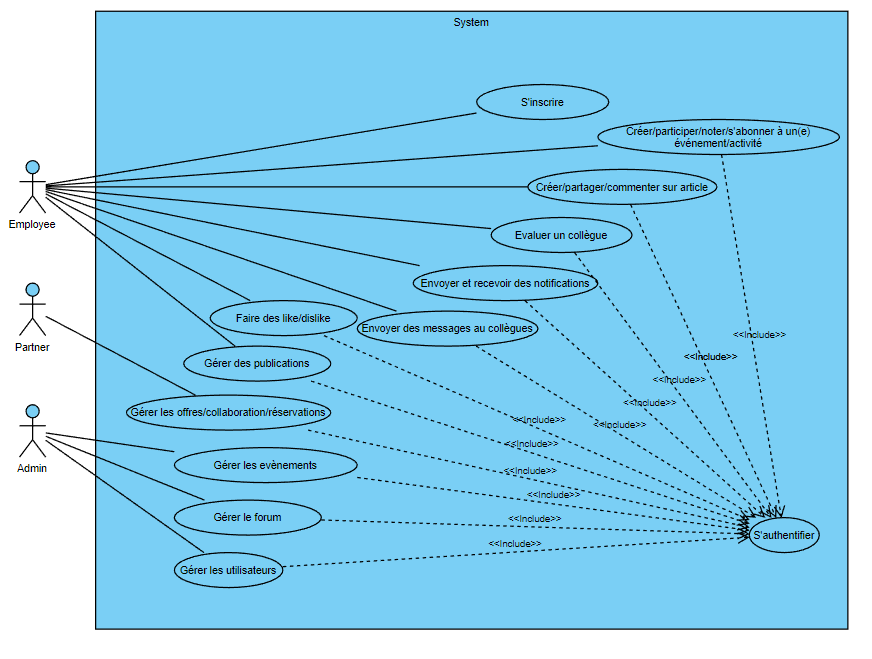 System
S'inscrire
Créer/participer/noter/s'abonner à un(e)
événement/activité
Créer/partager/commenter sur article
Employee
Evaluer un collègue
Envoyer et recevoir des notifications
Faire des like/dislike
Envoyer des messages au collègues
<<Include>>
Partner
<<Include>>
Gérer des publications
<<Include>>
<<Include>>
Gérer les offres/collaboration/réservations
<<Include>>
<<Include>>
<<Include>>
Admin
Gérer les evènements
<<Include>>
<<Include>>
Gérer le forum
<<Include>>
S'authentifier
<<Include>>
Gérer les utilisateurs